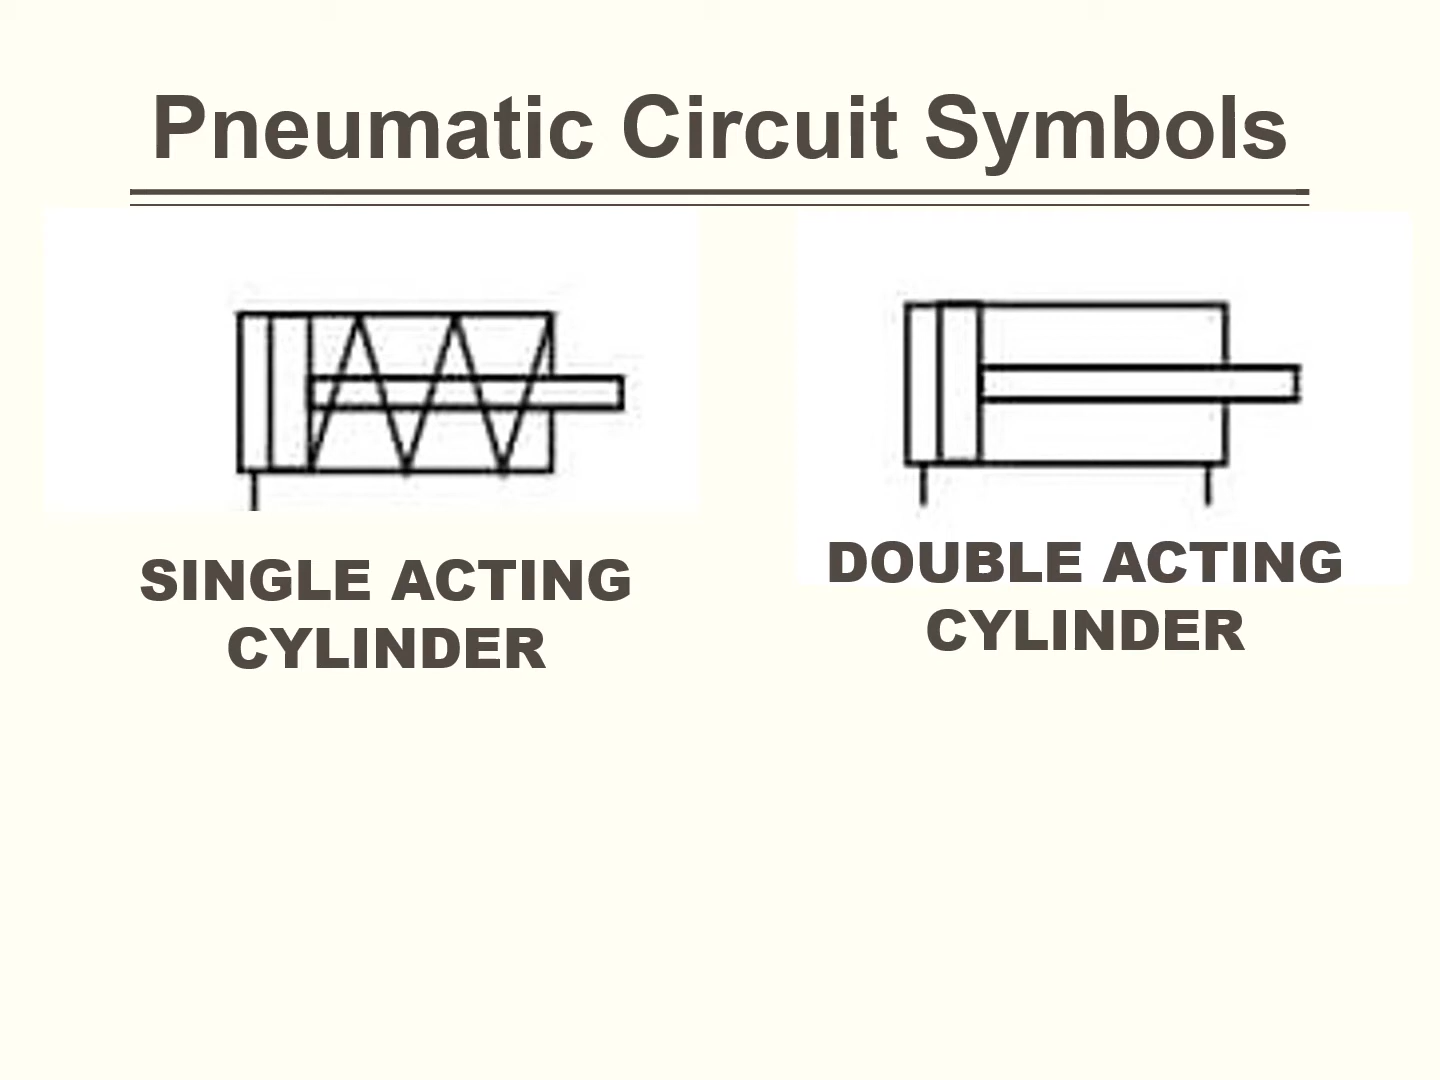 Pneumatic Circuit Symbols
SINGLE ACTING
CYLINDER
DOUBLE ACTING
CYLINDER